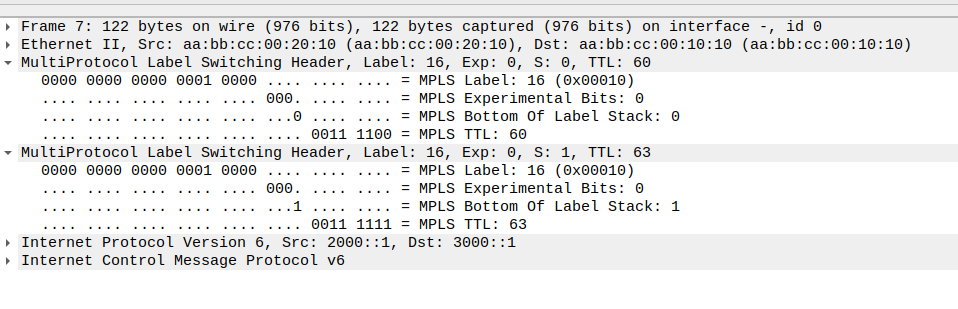 Frame 7: 122 bytes on wire (976 bits), 122 bytes captured (976 bits) on interface -, id 0
Ethernet II, Src: aa:bb:cc:00:20:10 (aa:bb:cc:00:20:10), Dst: aa:bb:cc:00:10:10 (aa:bb:cc:00:10:10)
MultiProtocol Label Switching Header, Label: 16, Exp: 0, S: 0, TTL: 60
0000 0000 0000 0001 0000 .... .... .... = MPLS Label: 16 (0x00010)
.... .... .... .... .... 000. .... .... = MPLS Experimental Bits: 0
.... .... .... .... .... ...0 .... .... = MPLS Bottom Of Label Stack: 0
.... .... .... .... .... .... 0011 1100 = MPLS TTL: 60
MultiProtocol Label Switching Header, Label: 16, Exp: 0, S: 1, TTL: 63
0000 0000 0000 0001 0000 .... .... .... = MPLS Label: 16 (0x00010)
.... .... .... .... .... 000. .... .... = MPLS Experimental Bits: 0
.... .... .... .... .... ...1 .... .... = MPLS Bottom Of Label Stack: 1
.... .... .... .... .... .... 0011 1111 = MPLS TTL: 63
Internet Protocol Version 6, Src: 2000::1, Dst: 3000::1
Internet Control Message Protocol v6